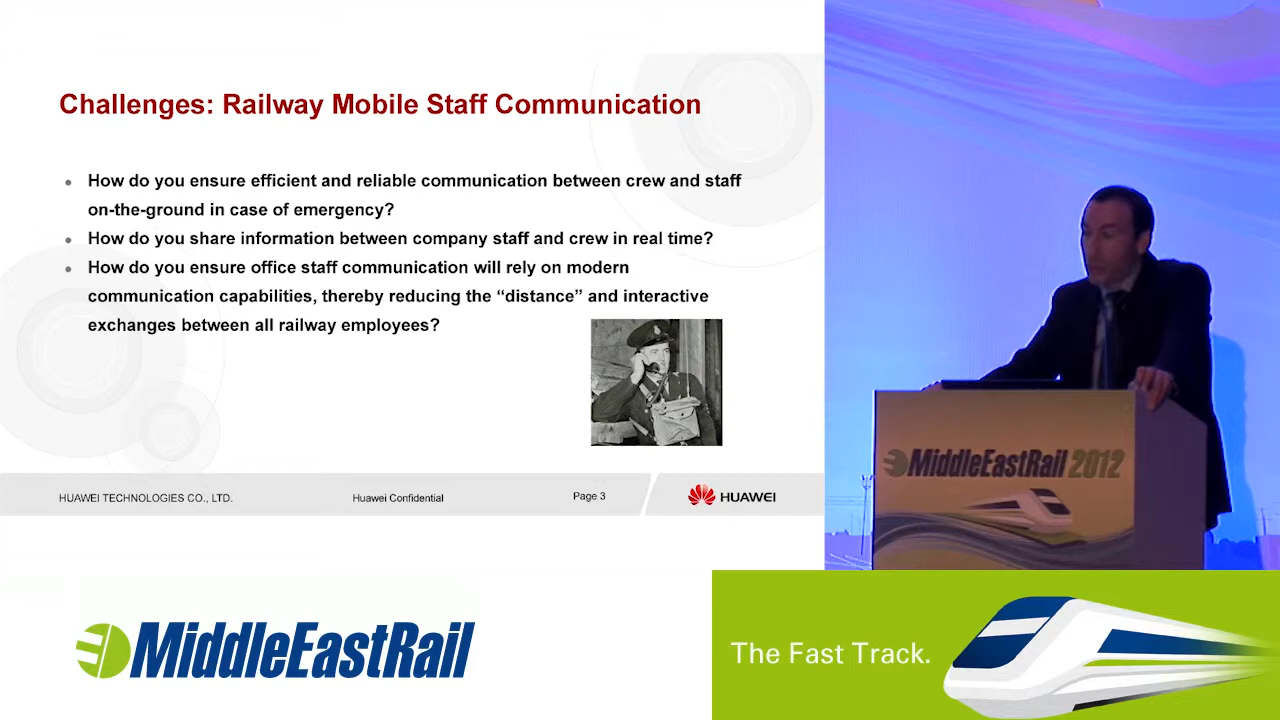 Challenges: Railway Mobile Staff Communication
How do you ensure efficient and reliable communication between crew and staff
on-the-ground in case of emergency?
How do you share information between company staff and crew in real time?
How do you ensure office staff communication will rely on modern
communication capabilities, thereby reducing the “distance” and interactive
exchanges between all railway employees?
HUAWEI TECHNOLOGIES CO., LTD.
Huawei Confidential
Page 3
HUAWEI
MiddleEastRail 2012
MiddleEastRail
The Fast Track.